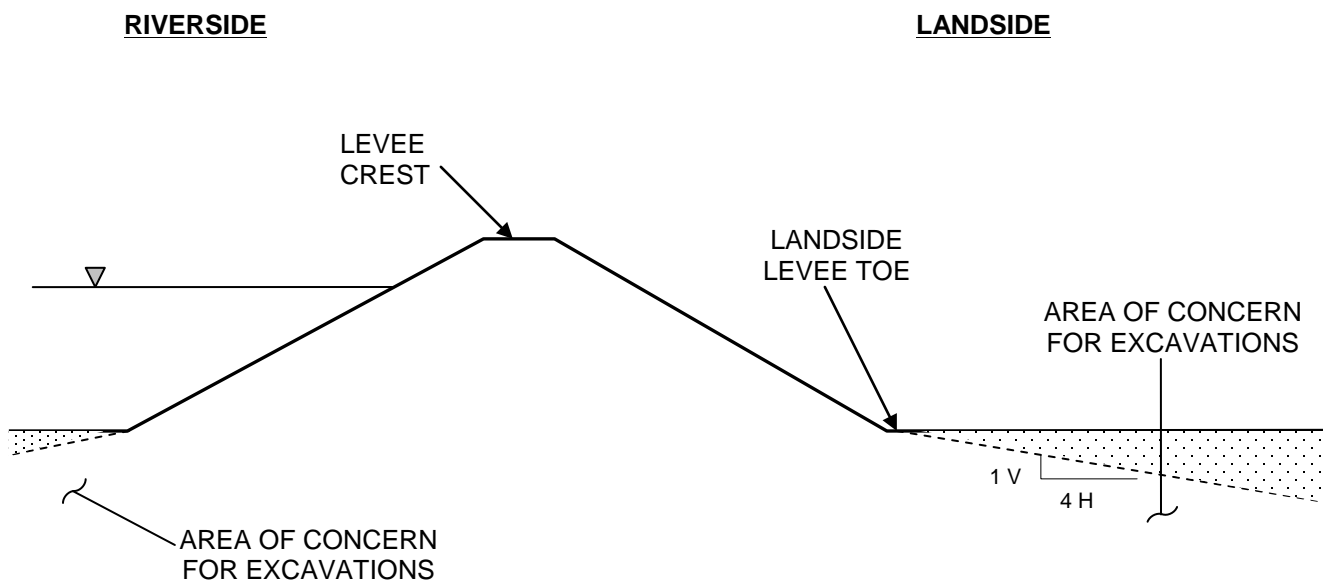 RIVERSIDE
LANDSIDE
LEVEE
CREST
LANDSIDE
LEVEE TOE
AREA OF CONCERN
FOR EXCAVATIONS
1 V
4 H
AREA OF CONCERN
FOR EXCAVATIONS